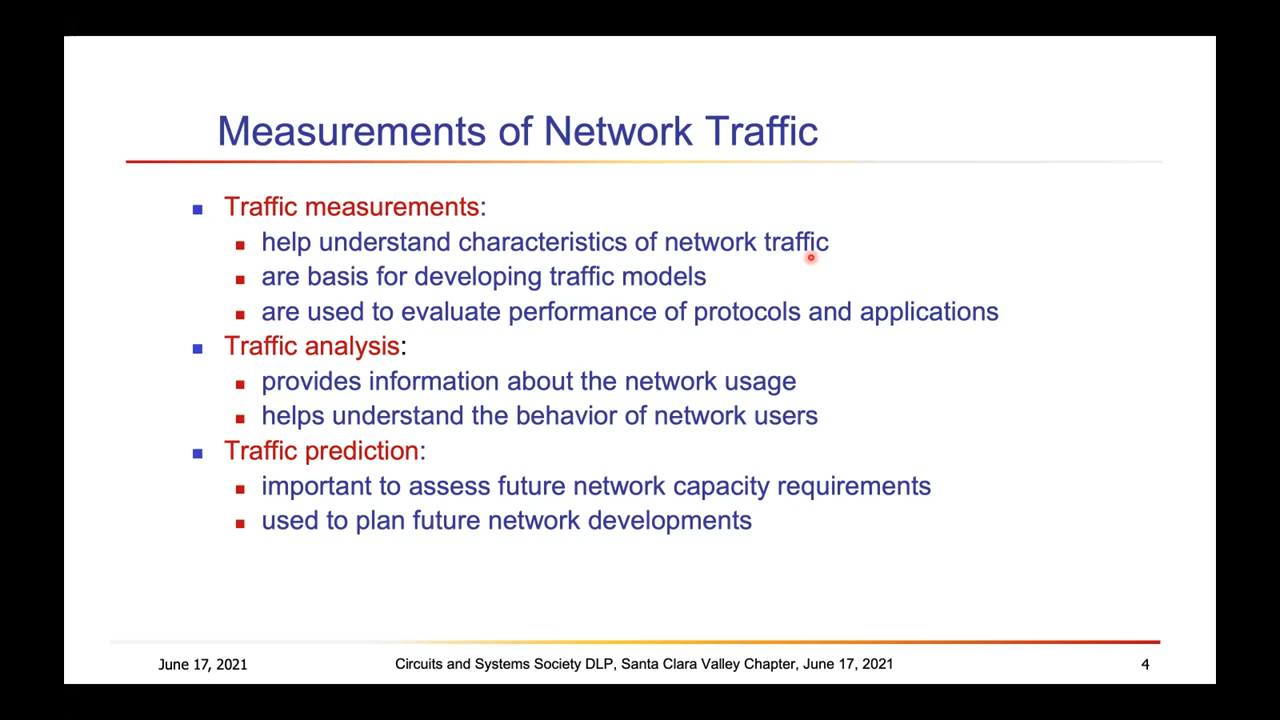 Measurements of Network Traffic
Traffic measurements:
help understand characteristics of network traffic
are basis for developing traffic models
are used to evaluate performance of protocols and applications
Traffic analysis:
provides information about the network usage
helps understand the behavior of network users
Traffic prediction:
important to assess future network capacity requirements
used to plan future network developments
June 17, 2021
Circuits and Systems Society DLP, Santa Clara Valley Chapter, June 17, 2021
4